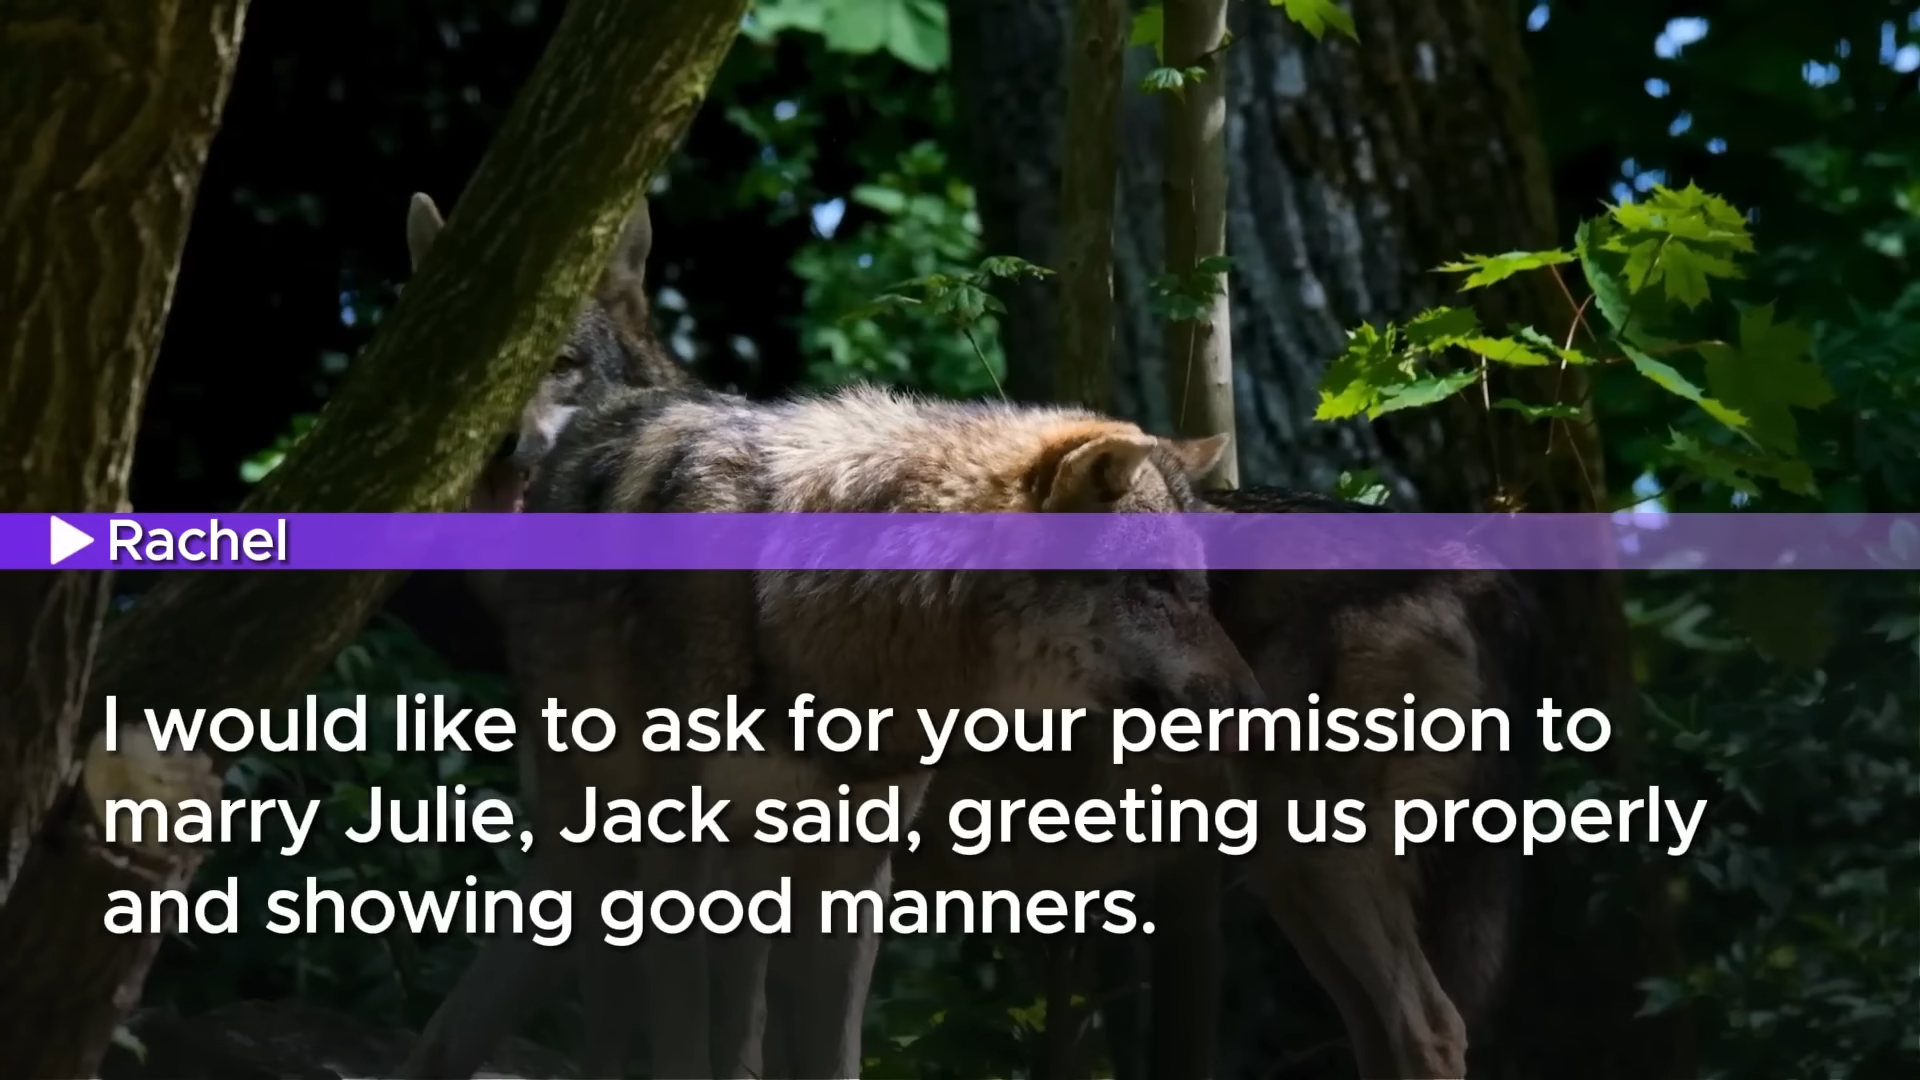 Rachel
I would like to ask for your permission to
marry Julie, Jack said, greeting us properly
and showing good manners.